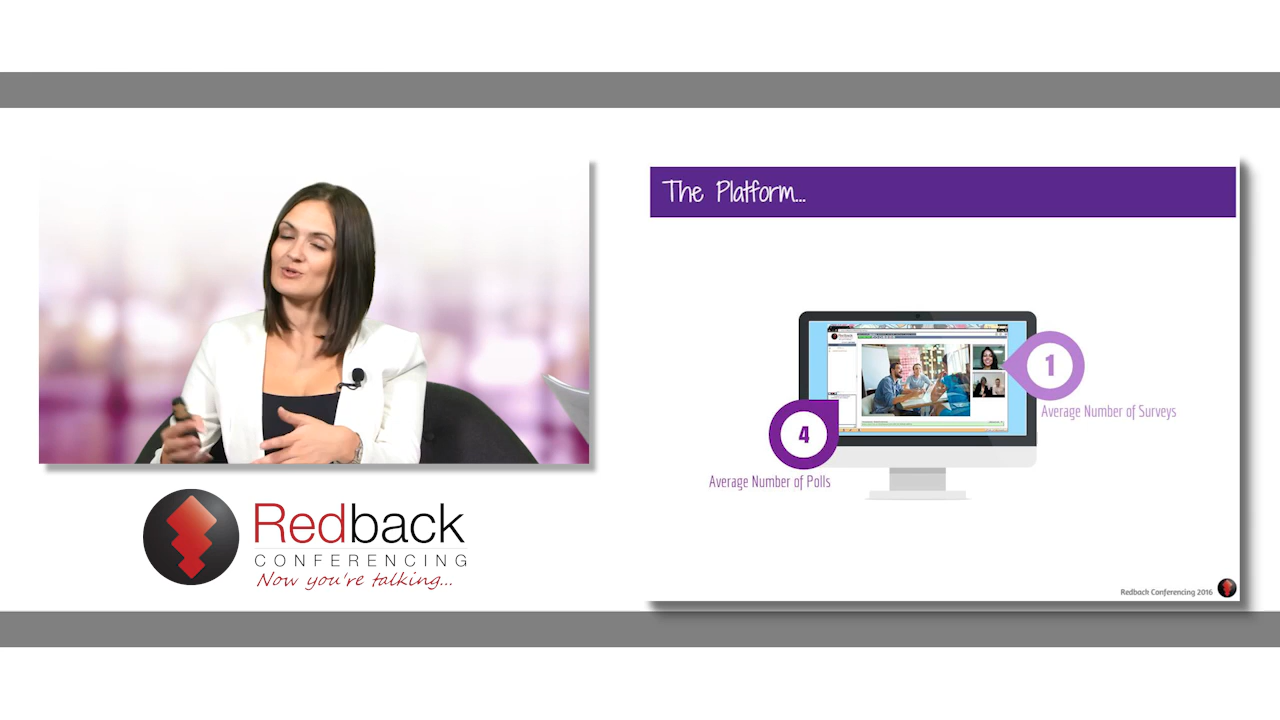 The Platform...
1
Average Number of Surveys
4
Average Number of Polls
Redback Conferencing 2016
Redback
CONFERENCING
Now you're talking...